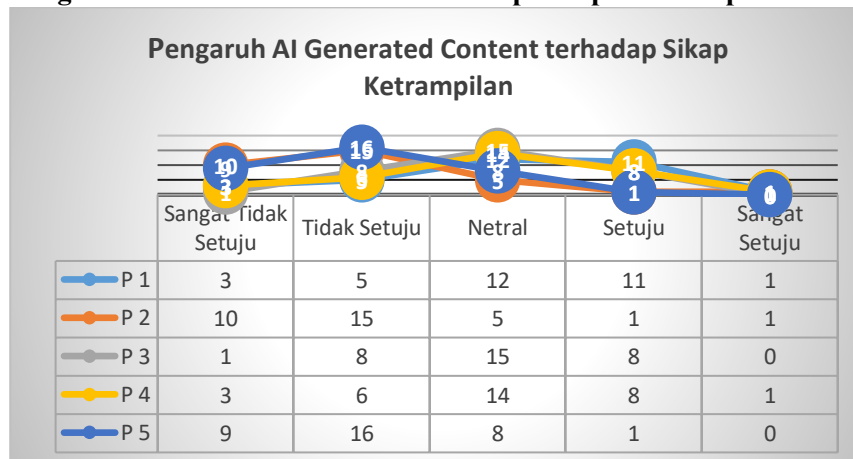 Pengaruh AI Generated Content terhadap Sikap
Ketrampilan
Sangat Tidak Setuju
Tidak Setuju
Netral
Setuju
Sangat Setuju
P 1 3 5 12 11 1
P 2 10 15 5 1 1
P 3 1 8 15 8 0
P 4 3 6 14 8 1
P 5 9 16 8 1 0